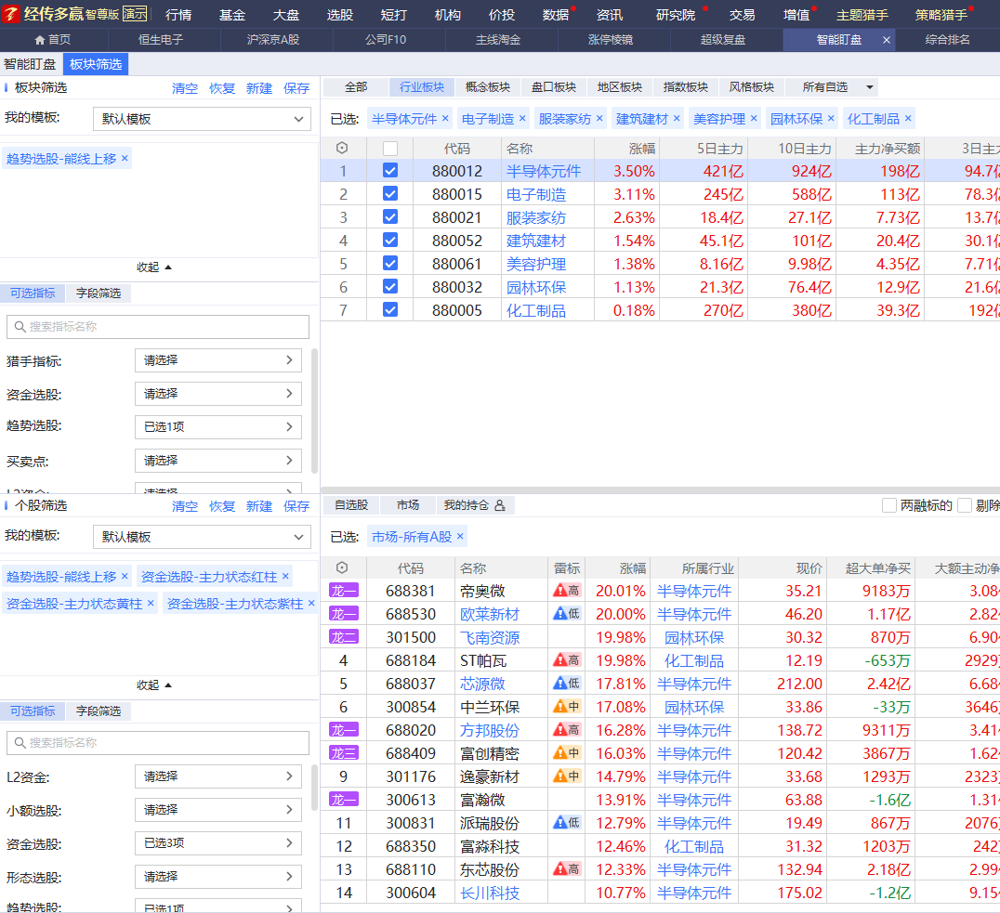 经传多赢 智尊版 演示 行情 基金 大盘 选股 短打 机构 价投 数据 资讯 研究院 交易 增值 主题猎手 策略猎手
首页 恒生电子 沪深京A股 公司F10 主线淘金 涨停棱镜 超级复盘 智能盯盘 × 综合排名
智能盯盘 板块筛选
板块筛选 清空 恢复 新建 保存
我的模板: 默认模板
趋势选股-熊线上移 ×
收起
可选指标 字段筛选
搜索指标名称
猎手指标: 请选择
资金选股: 请选择
趋势选股: 已选1项
买卖点: 请选择
L2资金: 请选择
全部 行业板块 概念板块 盘口板块 地区板块 指数板块 风格板块 所有自选
已选: 半导体元件 × 电子制造 × 服装家纺 × 建筑建材 × 美容护理 × 园林环保 × 化工制品 ×
代码 名称 涨幅 5日主力 10日主力 主力净买额 3日主力
1 880012 半导体元件 3.50% 421亿 924亿 198亿 94.7亿
2 880015 电子制造 3.11% 245亿 588亿 113亿 78.3亿
3 880021 服装家纺 2.63% 18.4亿 27.1亿 7.73亿 13.7亿
4 880052 建筑建材 1.54% 45.1亿 101亿 20.4亿 30.1亿
5 880061 美容护理 1.38% 8.16亿 9.98亿 4.35亿 7.71亿
6 880032 园林环保 1.13% 21.3亿 76.4亿 12.9亿 21.6亿
7 880005 化工制品 0.18% 270亿 380亿 39.3亿 192亿
个股筛选 清空 恢复 新建 保存
我的模板: 默认模板
趋势选股-熊线上移 × 资金选股-主力状态红柱 ×
资金选股-主力状态黄柱 × 资金选股-主力状态紫柱 ×
收起
可选指标 字段筛选
搜索指标名称
L2资金: 请选择
小额选股: 请选择
资金选股: 已选3项
形态选股: 请选择
趋势选股: 已选1项
自选股 市场 我的持仓 两融标的 剔除
已选: 市场-所有A股 ×
代码 名称 雷标 涨幅 所属行业 现价 超大单净买 大额主动净
龙一 688381 帝奥微 高 20.01% 半导体元件 35.21 9183万 3.08
龙一 688530 欧莱新材 低 20.00% 半导体元件 46.20 1.17亿 2.82
龙二 301500 飞南资源 19.98% 园林环保 30.32 870万 6.90
4 688184 ST帕瓦 高 19.98% 化工制品 12.19 -653万 2929
5 688037 芯源微 低 17.81% 半导体元件 212.00 2.42亿 6.68
6 300854 中兰环保 中 17.08% 园林环保 33.86 -33万 3646
龙一 688020 方邦股份 高 16.28% 半导体元件 138.72 9311万 3.41
龙三 688409 富创精密 中 16.03% 半导体元件 120.42 3867万 1.62
9 301176 逸豪新材 中 14.79% 半导体元件 33.68 1293万 2323
龙一 300613 富瀚微 13.91% 半导体元件 63.88 -1.6亿 1.31
11 300831 派瑞股份 低 12.79% 半导体元件 19.49 867万 2076
12 688350 富淼科技 12.46% 化工制品 31.32 1203万 242
13 688110 东芯股份 高 12.33% 半导体元件 132.94 2.18亿 2.99
14 300604 长川科技 10.77% 半导体元件 175.02 -1.2亿 9.15